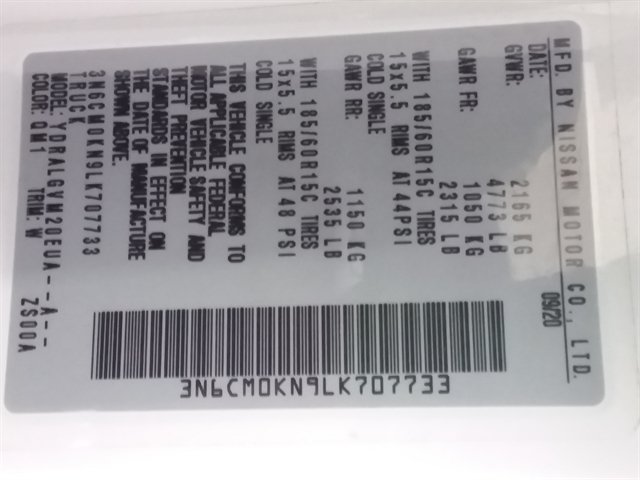 MFD. BY NISSAN MOTOR CO., LTD.
DATE: 09/20
GVWR: 2165 KG
4773 LB
GAWR FR: 1050 KG
2315 LB
WITH 185/60R15C TIRES
15x5.5 RIMS AT 44PSI
COLD SINGLE
GAWR RR: 1150 KG
2535 LB
WITH 185/60R15C TIRES
15x5.5 RIMS AT 48 PSI
COLD SINGLE
THIS VEHICLE CONFORMS TO
ALL APPLICABLE FEDERAL
MOTOR VEHICLE SAFETY AND
THEFT PREVENTION
STANDARDS IN EFFECT ON
THE DATE OF MANUFACTURE
SHOWN ABOVE.
3N6CM0KN9LK707733
TRUCK
MODEL: YDRALGVM20EUA--A--
COLOR: QM1 TRIM: W ZS00A
3N6CM0KN9LK707733